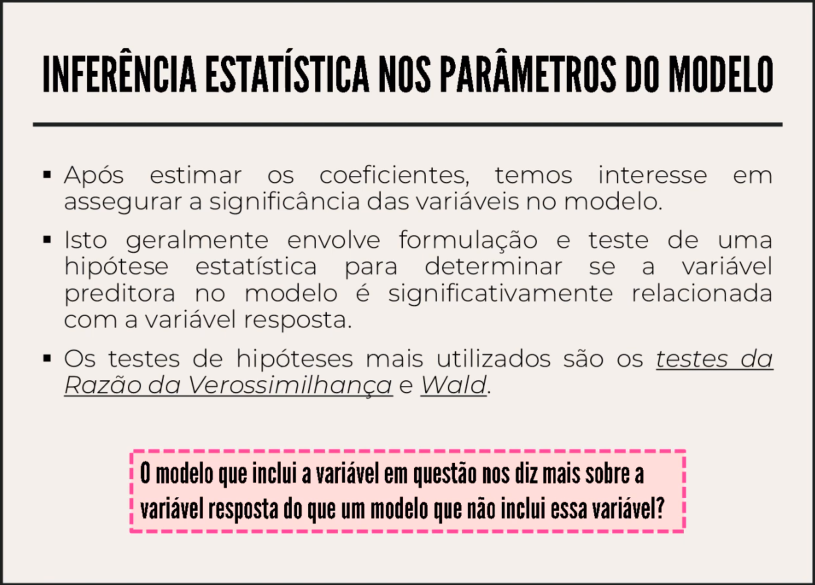 INFERÊNCIA ESTATÍSTICA NOS PARÂMETROS DO MODELO
▪ Após estimar os coeficientes, temos interesse em
assegurar a significância das variáveis no modelo.
▪ Isto geralmente envolve formulação e teste de uma
hipótese estatística para determinar se a variável
preditora no modelo é significativamente relacionada
com a variável resposta.
▪ Os testes de hipóteses mais utilizados são os testes da
Razão da Verossimilhança e Wald.
O modelo que inclui a variável em questão nos diz mais sobre a
variável resposta do que um modelo que não inclui essa variável?